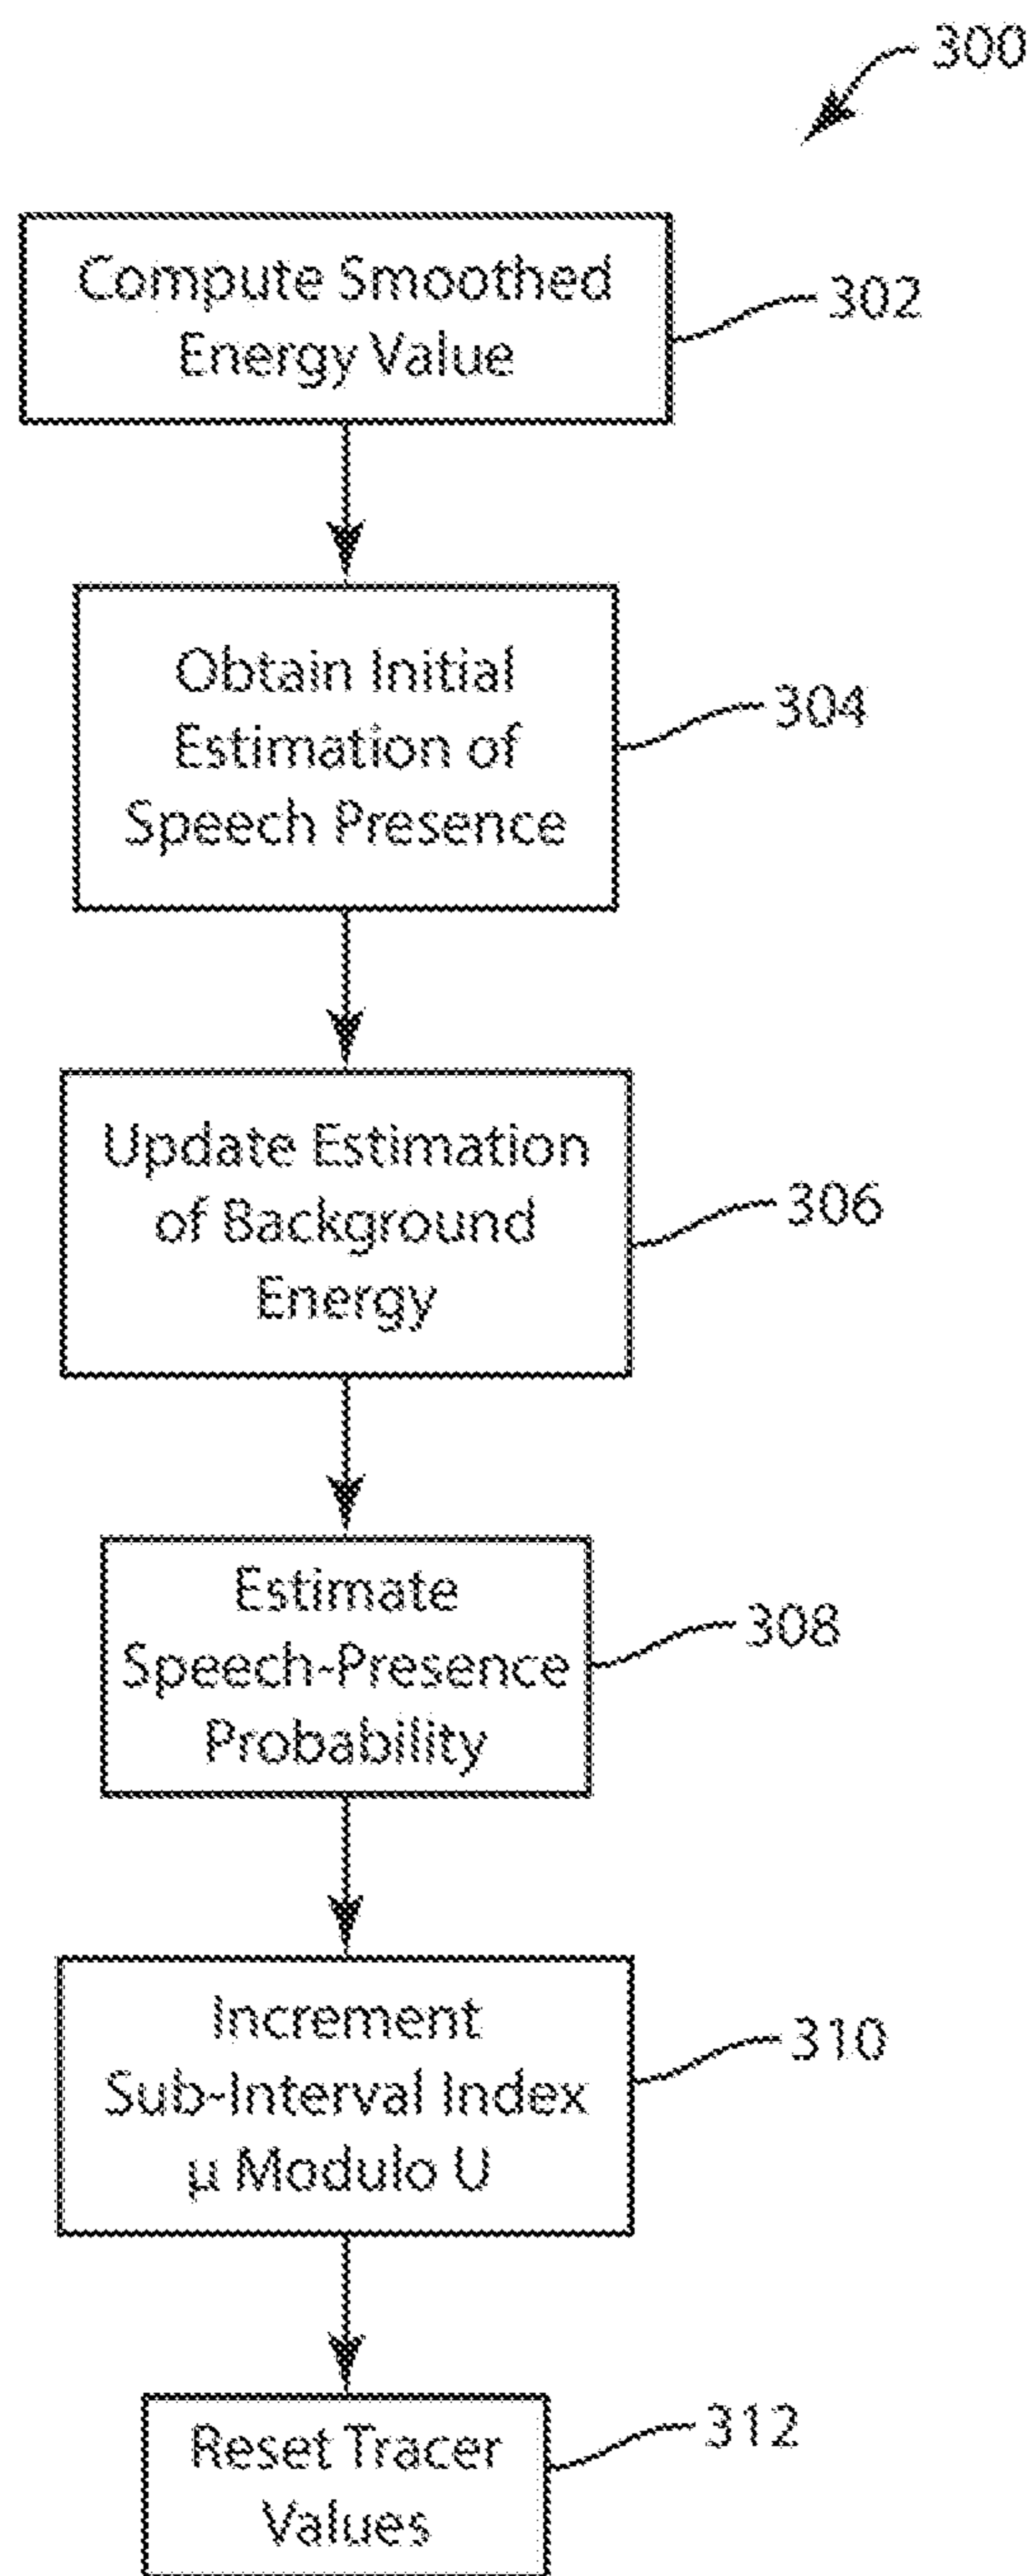 300
Compute Smoothed
Energy Value
302
Obtain Initial
Estimation of
Speech Presence
304
Update Estimation
of Background
Energy
306
Estimate
Speech-Presence
Probability
308
Increment
Sub-Interval Index
μ Modulo U
310
Reset Tracer
Values
312